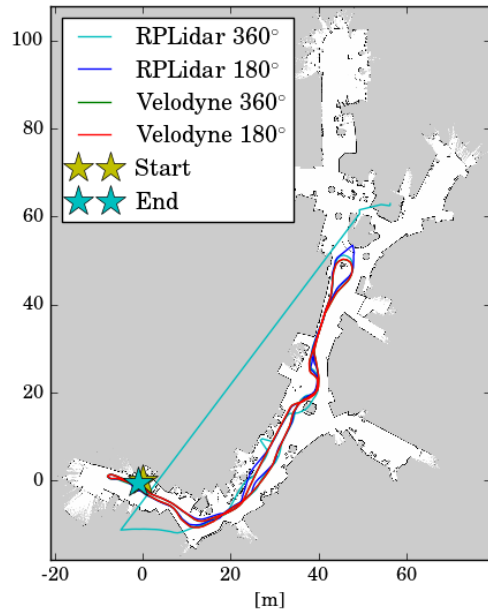 100
80
60
40
20
0
RPLidar 360°
RPLidar 180°
Velodyne 360°
Velodyne 180°
Start
End
-20 0 20 40 60
[m]